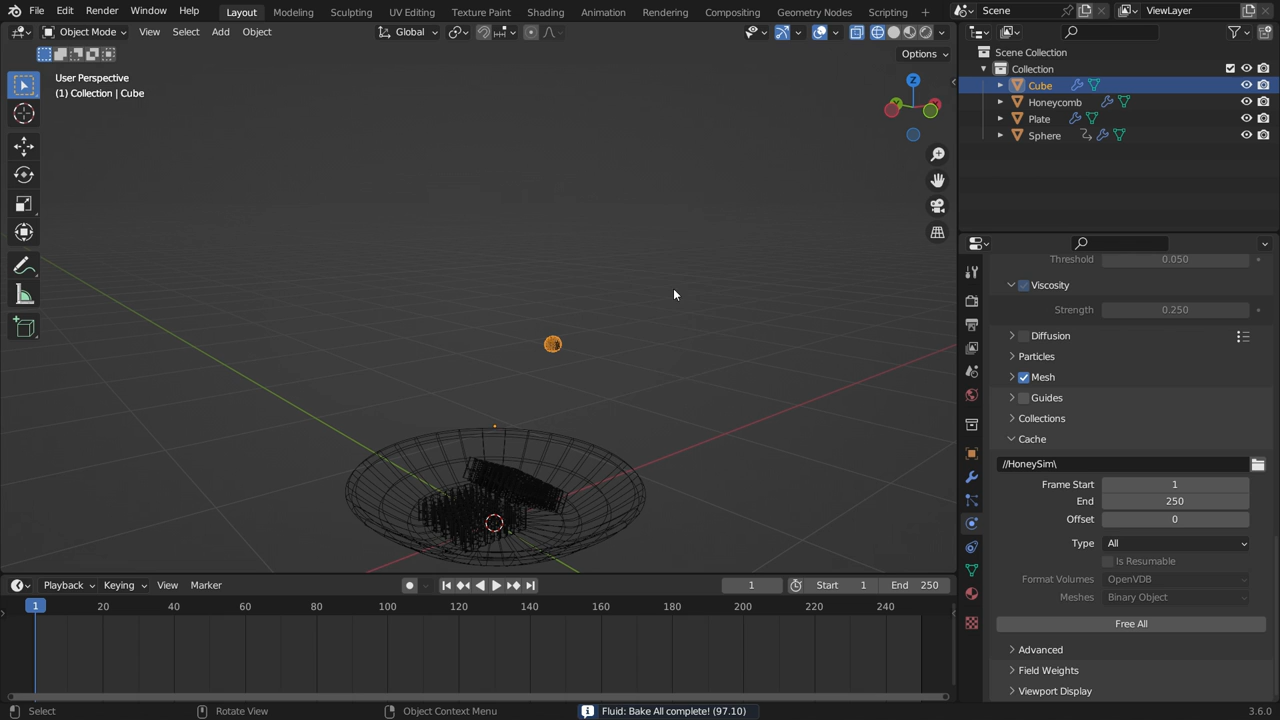 File Edit Render Window Help Layout Modeling Sculpting UV Editing Texture Paint Shading Animation Rendering Compositing Geometry Nodes Scripting Scene ViewLayer
Object Mode View Select Add Object Global
Options
User Perspective
(1) Collection | Cube
Z
Scene Collection
Collection
Cube
Honeycomb
Plate
Sphere
Threshold 0.050
Viscosity
Strength 0.250
Diffusion
Particles
Mesh
Guides
Collections
Cache
//HoneySim\
Frame Start 1
End 250
Offset 0
Type All
Is Resumable
Format Volumes OpenVDB
Meshes Binary Object
Free All
Advanced
Field Weights
Viewport Display
Playback Keying View Marker 1 Start 1 End 250
1 20 40 60 80 100 120 140 160 180 200 220 240
Select Rotate View Object Context Menu Fluid: Bake All complete! (97.10) 3.6.0